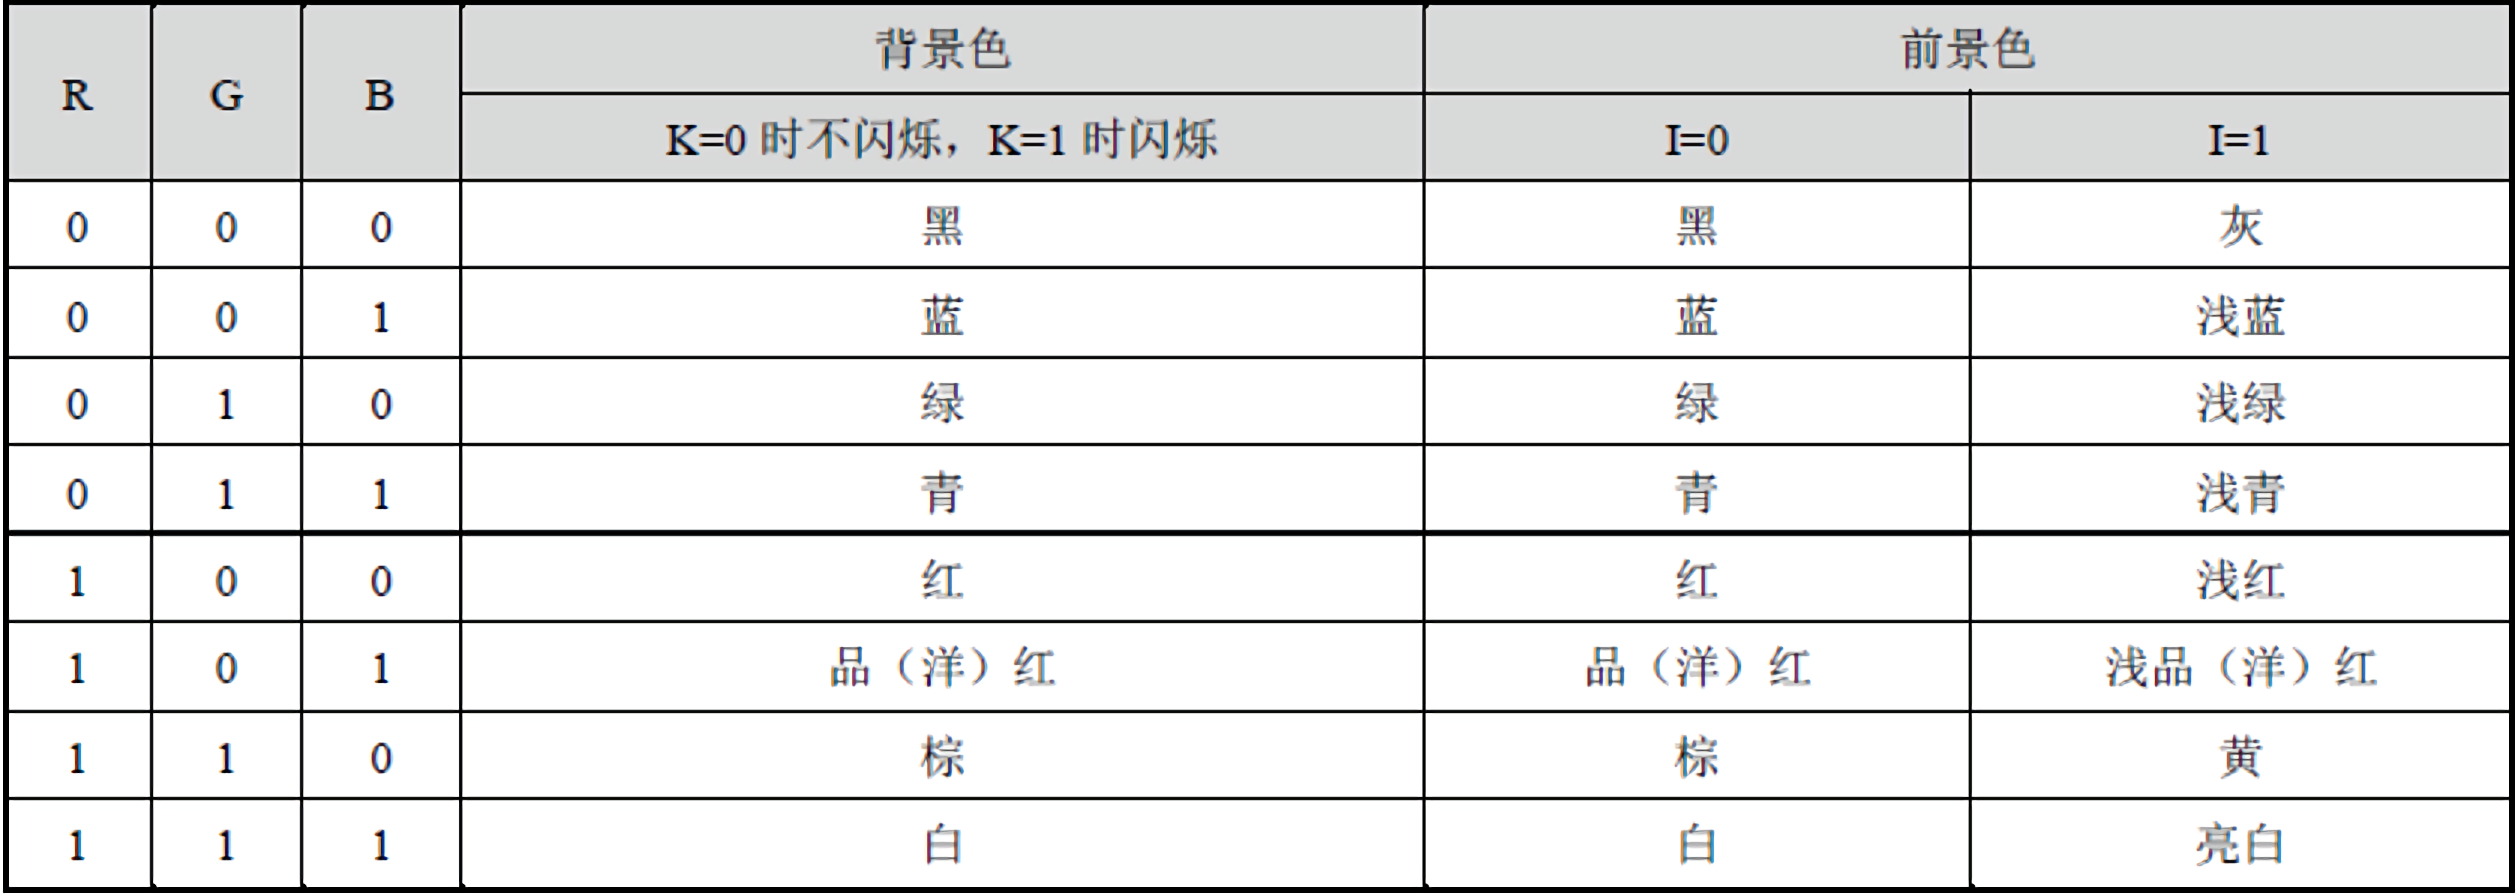 R G B 背景色 前景色
K=0 时不闪烁，K=1 时闪烁 I=0 I=1
0 0 0 黑 黑 灰
0 0 1 蓝 蓝 浅蓝
0 1 0 绿 绿 浅绿
0 1 1 青 青 浅青
1 0 0 红 红 浅红
1 0 1 品（洋）红 品（洋）红 浅品（洋）红
1 1 0 棕 棕 黄
1 1 1 白 白 亮白